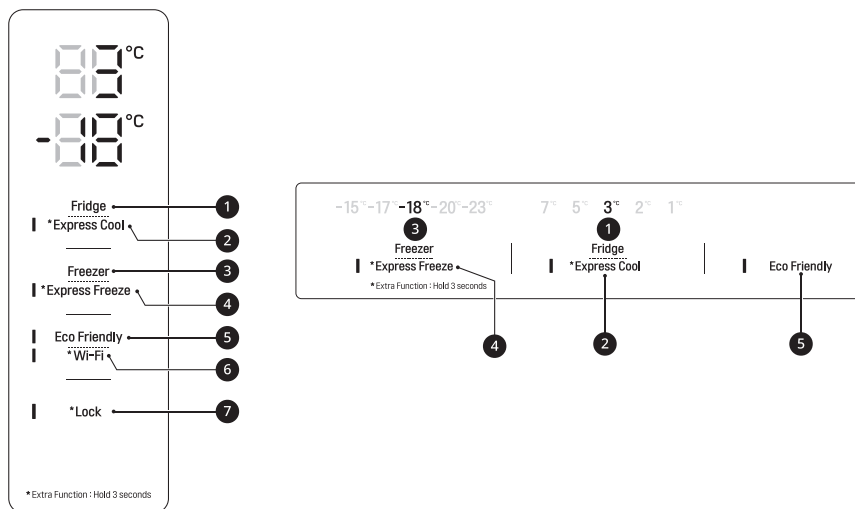 3 °C
-18 °C
Fridge
*Express Cool
Freezer
*Express Freeze
Eco Friendly
*Wi-Fi
*Lock
*Extra Function : Hold 3 seconds
1
2
3
4
5
6
7
-15°C -17°C -18°C -20°C -23°C
7°C 5°C 3°C 2°C 1°C
3
1
Freezer
Fridge
*Express Freeze
*Express Cool
Eco Friendly
*Extra Function : Hold 3 seconds
4
2
5